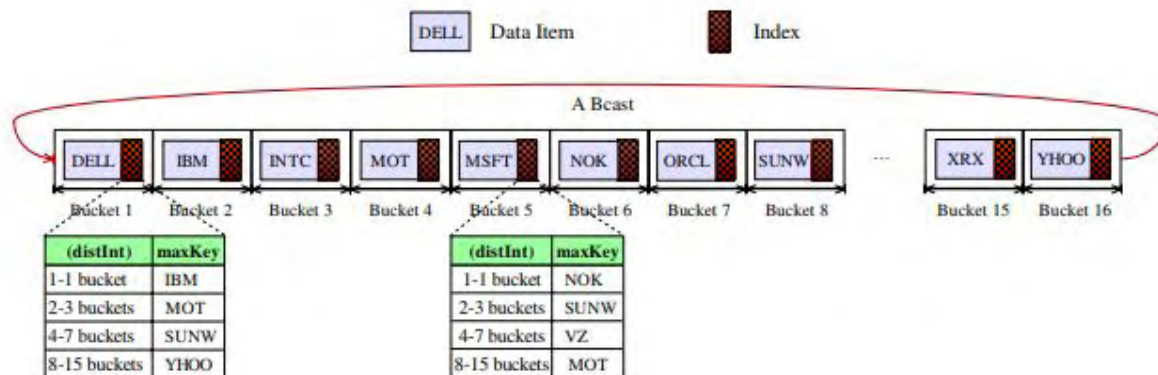 DELL Data Item Index
A Bcast
DELL IBM INTC MOT MSFT NOK ORCL SUNW ... XRX YHOO
Bucket 1 Bucket 2 Bucket 3 Bucket 4 Bucket 5 Bucket 6 Bucket 7 Bucket 8 Bucket 15 Bucket 16
(distInt) maxKey (distInt) maxKey
1-1 bucket IBM 1-1 bucket NOK
2-3 buckets MOT 2-3 buckets SUNW
4-7 buckets SUNW 4-7 buckets VZ
8-15 buckets YHOO 8-15 buckets MOT